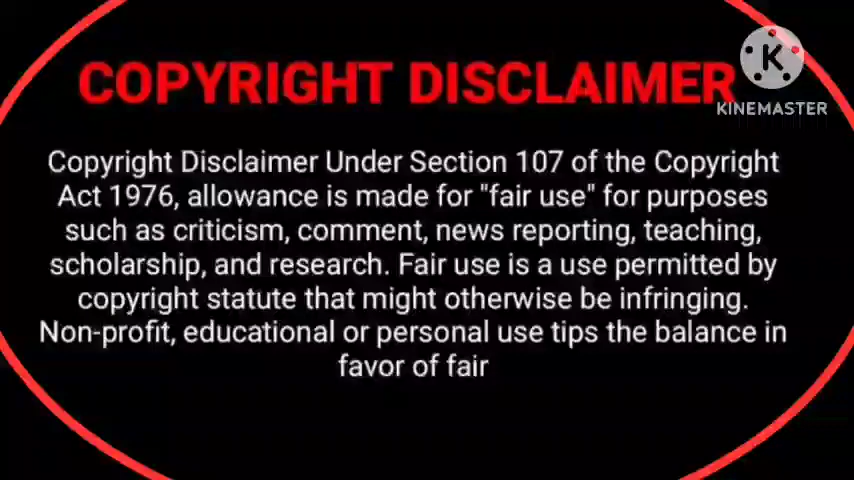 COPYRIGHT DISCLAIMER
K
KINEMASTER
Copyright Disclaimer Under Section 107 of the Copyright
Act 1976, allowance is made for "fair use" for purposes
such as criticism, comment, news reporting, teaching,
scholarship, and research. Fair use is a use permitted by
copyright statute that might otherwise be infringing.
Non-profit, educational or personal use tips the balance in
favor of fair